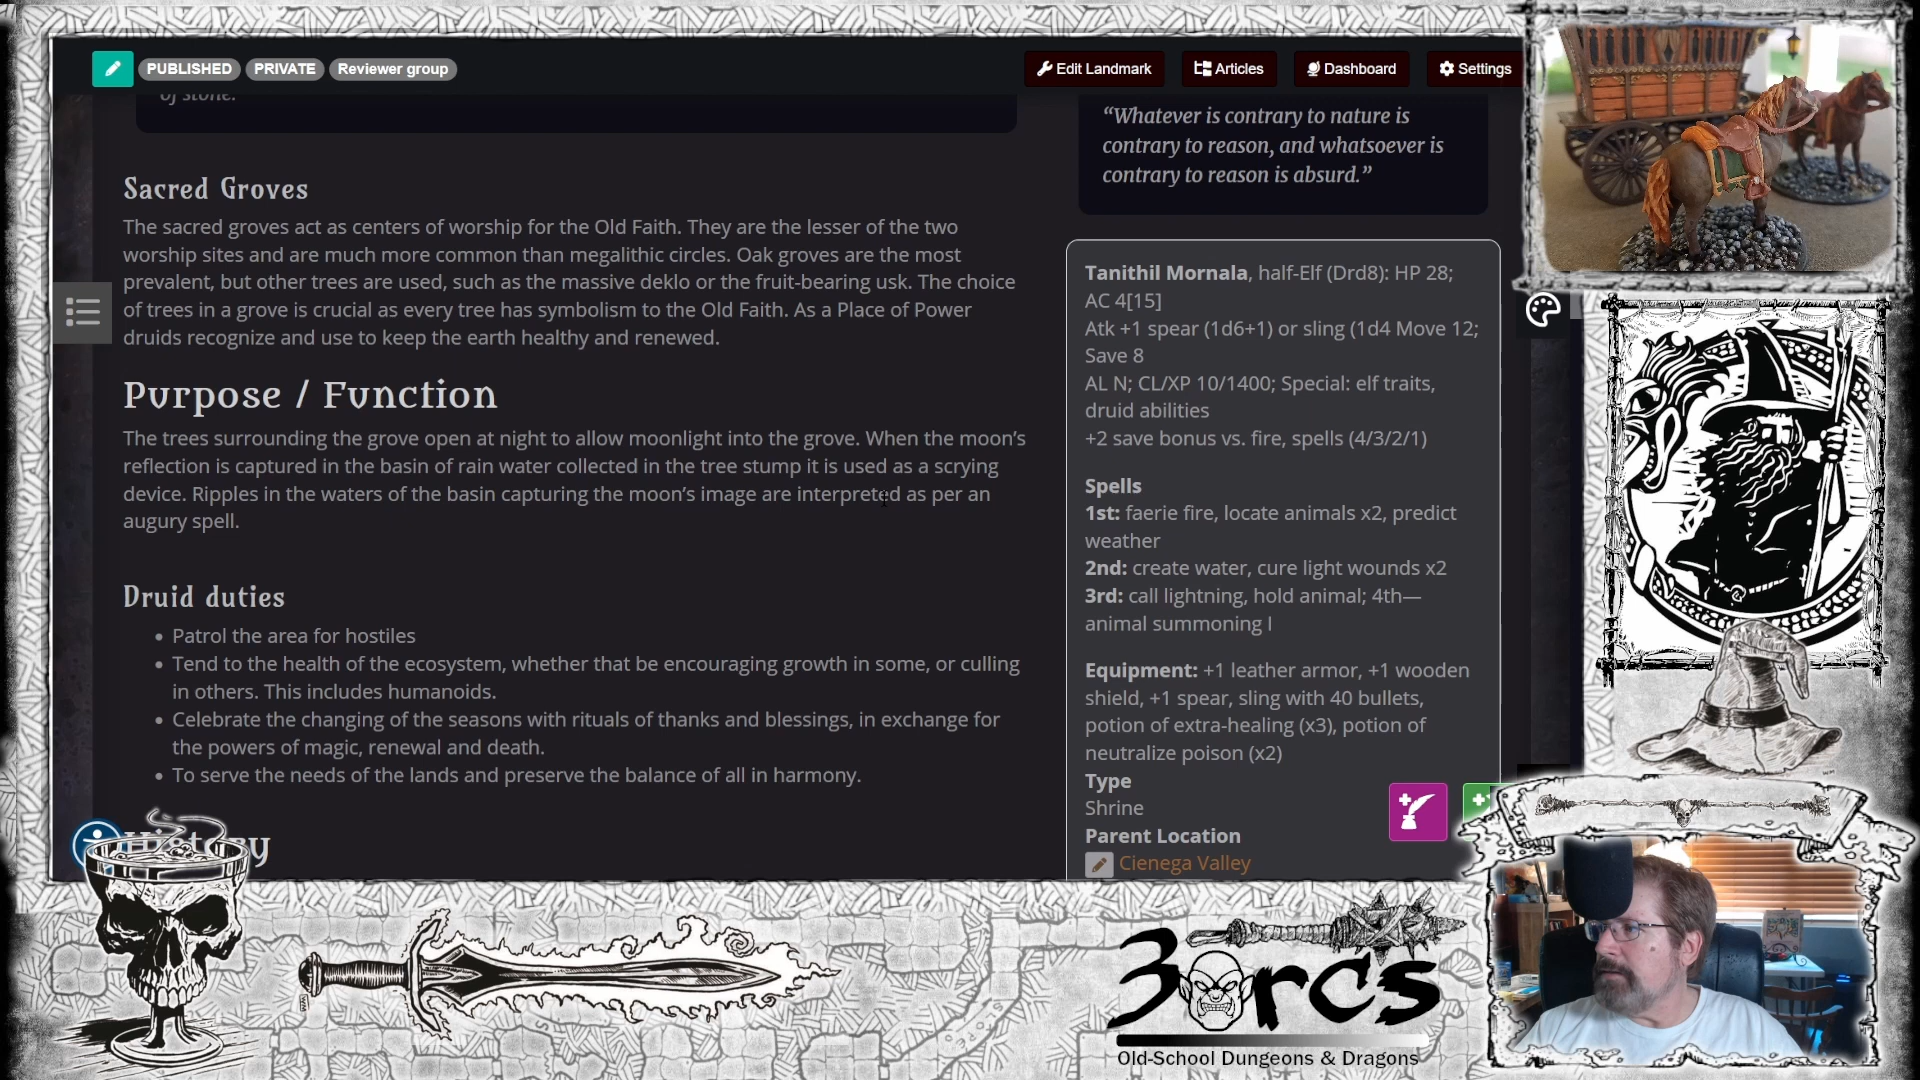 PUBLISHED
PRIVATE
Reviewer group
Edit Landmark
Articles
Dashboard
Settings
of stone.
Sacred Groves
The sacred groves act as centers of worship for the Old Faith. They are the lesser of the two
worship sites and are much more common than megalithic circles. Oak groves are the most
prevalent, but other trees are used, such as the massive deklo or the fruit-bearing usk. The choice
of trees in a grove is crucial as every tree has symbolism to the Old Faith. As a Place of Power
druids recognize and use to keep the earth healthy and renewed.
Purpose / Function
The trees surrounding the grove open at night to allow moonlight into the grove. When the moon’s
reflection is captured in the basin of rain water collected in the tree stump it is used as a scrying
device. Ripples in the waters of the basin capturing the moon’s image are interpreted as per an
augury spell.
Druid duties
• Patrol the area for hostiles
• Tend to the health of the ecosystem, whether that be encouraging growth in some, or culling
in others. This includes humanoids.
• Celebrate the changing of the seasons with rituals of thanks and blessings, in exchange for
the powers of magic, renewal and death.
• To serve the needs of the lands and preserve the balance of all in harmony.
History
“Whatever is contrary to nature is
contrary to reason, and whatsoever is
contrary to reason is absurd.”
Tanithil Mornala, half-Elf (Drd8): HP 28;
AC 4[15]
Atk +1 spear (1d6+1) or sling (1d4 Move 12;
Save 8
AL N; CL/XP 10/1400; Special: elf traits,
druid abilities
+2 save bonus vs. fire, spells (4/3/2/1)
Spells
1st: faerie fire, locate animals x2, predict
weather
2nd: create water, cure light wounds x2
3rd: call lightning, hold animal; 4th—
animal summoning I
Equipment: +1 leather armor, +1 wooden
shield, +1 spear, sling with 40 bullets,
potion of extra-healing (x3), potion of
neutralize poison (x2)
Type
Shrine
Parent Location
Cienega Valley
3orcs
Old-School Dungeons & Dragons